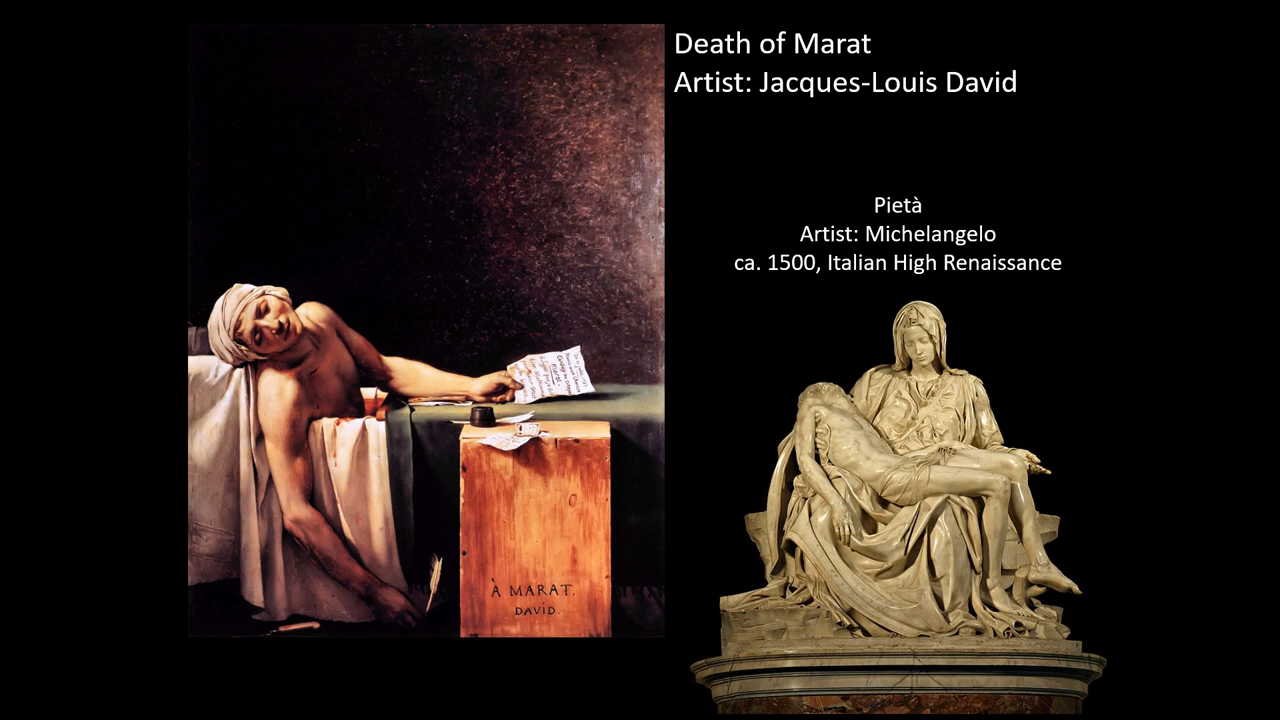 Death of Marat
Artist: Jacques-Louis David
Pietà
Artist: Michelangelo
ca. 1500, Italian High Renaissance
À MARAT.
DAVID.